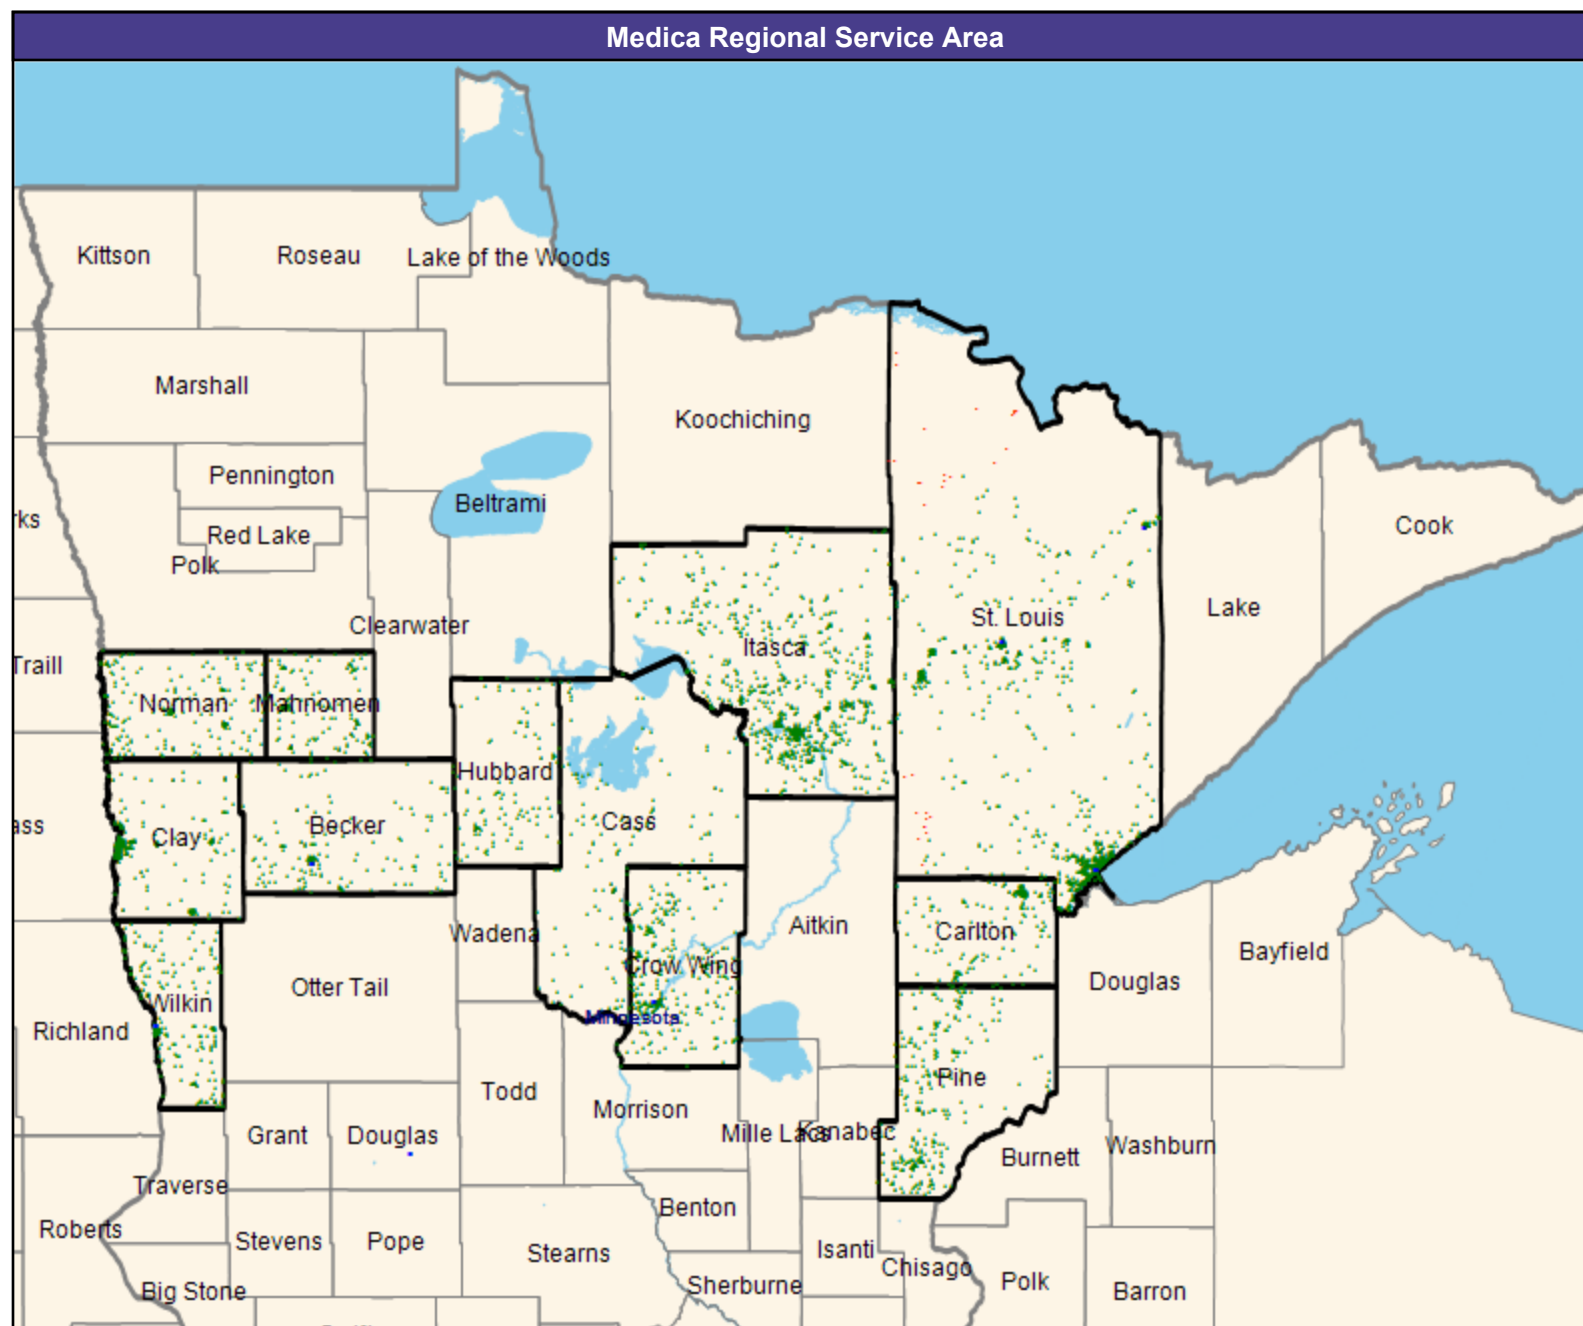 Medica Regional Service Area
Kittson
Roseau
Lake of the Woods
Marshall
Koochiching
Pennington
Beltrami
rks
Red Lake
Cook
Polk
Lake
St. Louis
Clearwater
Itasca
Traill
Norman
Mahnomen
Hubbard
Cass
ass
Clay
Becker
Aitkin
Carlton
Wadena
Bayfield
Crow Wing
Douglas
Otter Tail
Wilkin
Minnesota
Richland
Pine
Todd
Morrison
Grant
Douglas
Mille Lacs
Kanabec
Washburn
Burnett
Traverse
Benton
Roberts
Stevens
Pope
Stearns
Isanti
Chisago
Polk
Barron
Big Stone
Sherburne